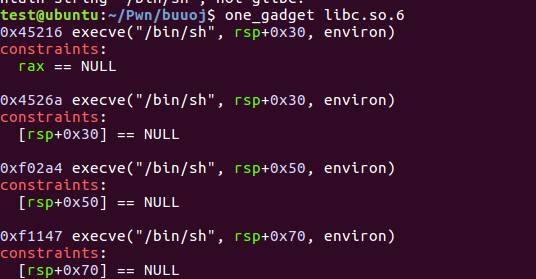 test@ubuntu:~/Pwn/buuoj$ one_gadget libc.so.6
0x45216 execve("/bin/sh", rsp+0x30, environ)
constraints:
  rax == NULL
0x4526a execve("/bin/sh", rsp+0x30, environ)
constraints:
  [rsp+0x30] == NULL
0xf02a4 execve("/bin/sh", rsp+0x50, environ)
constraints:
  [rsp+0x50] == NULL
0xf1147 execve("/bin/sh", rsp+0x70, environ)
constraints:
  [rsp+0x70] == NULL